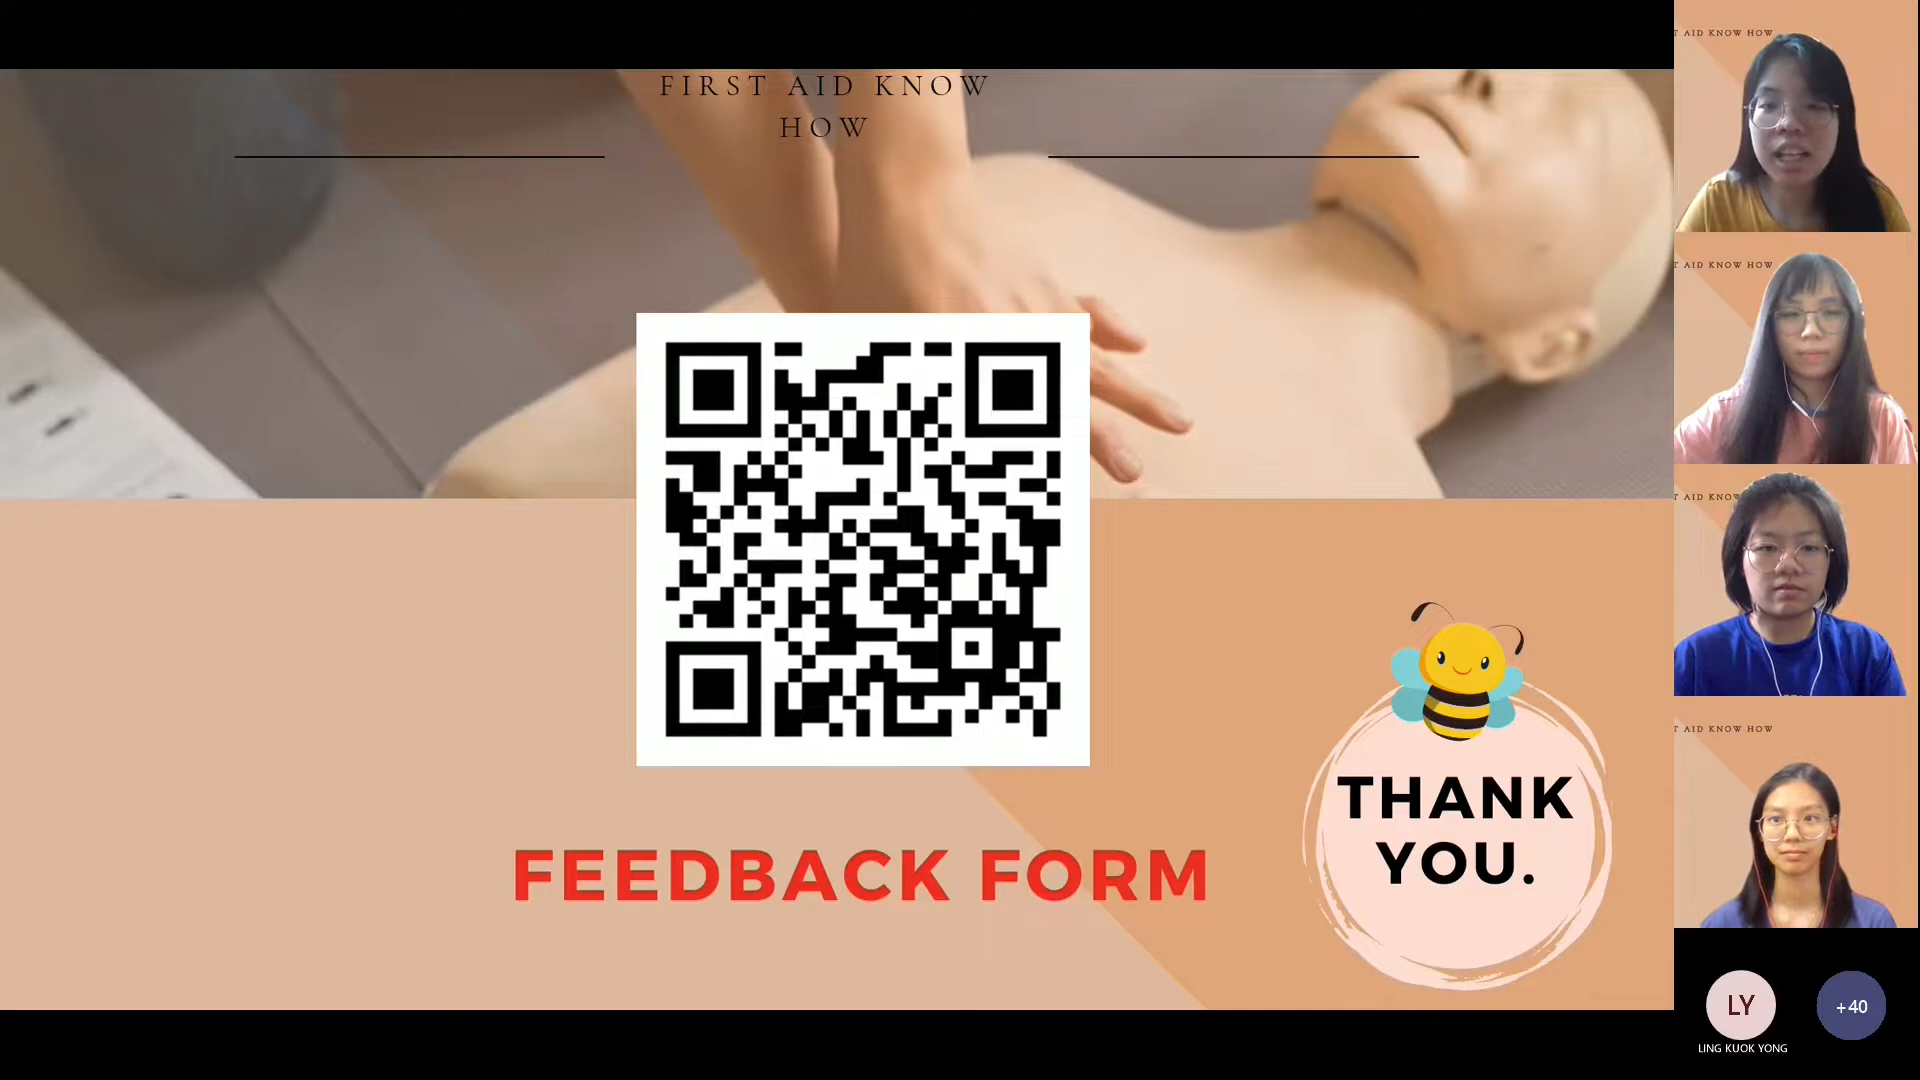 FIRST AID KNOW
HOW
FEEDBACK FORM
THANK
YOU.
T AID KNOW HOW
T AID KNOW HOW
T AID KNOW
T AID KNOW HOW
LY
+40
LING KUOK YONG